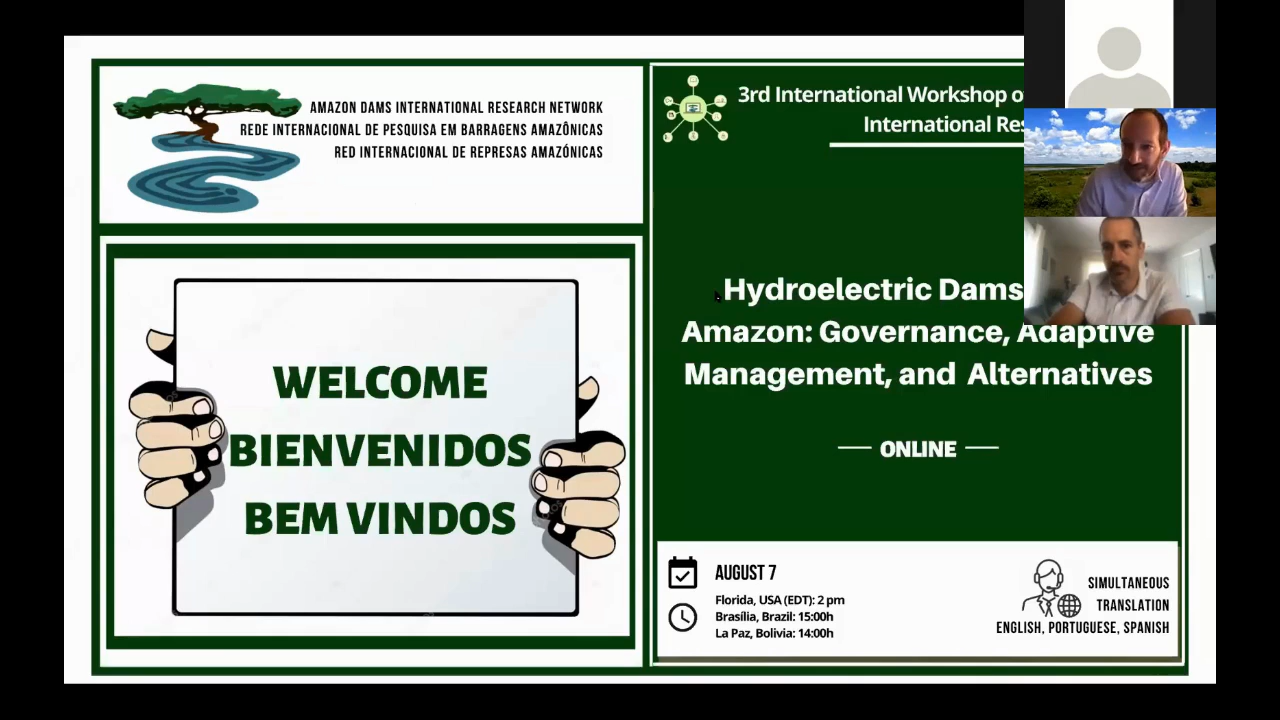 AMAZON DAMS INTERNATIONAL RESEARCH NETWORK
REDE INTERNACIONAL DE PESQUISA EM BARRAGENS AMAZÔNICAS
RED INTERNACIONAL DE REPRESAS AMAZÓNICAS
WELCOME
BIENVENIDOS
BEM VINDOS
3rd International Workshop
International
Hydroelectric Dams
Amazon: Governance, Adaptive
Management, and Alternatives
ONLINE
AUGUST 7
Florida, USA (EDT): 2 pm
Brasília, Brazil: 15:00h
La Paz, Bolivia: 14:00h
SIMULTANEOUS
TRANSLATION
ENGLISH, PORTUGUESE, SPANISH